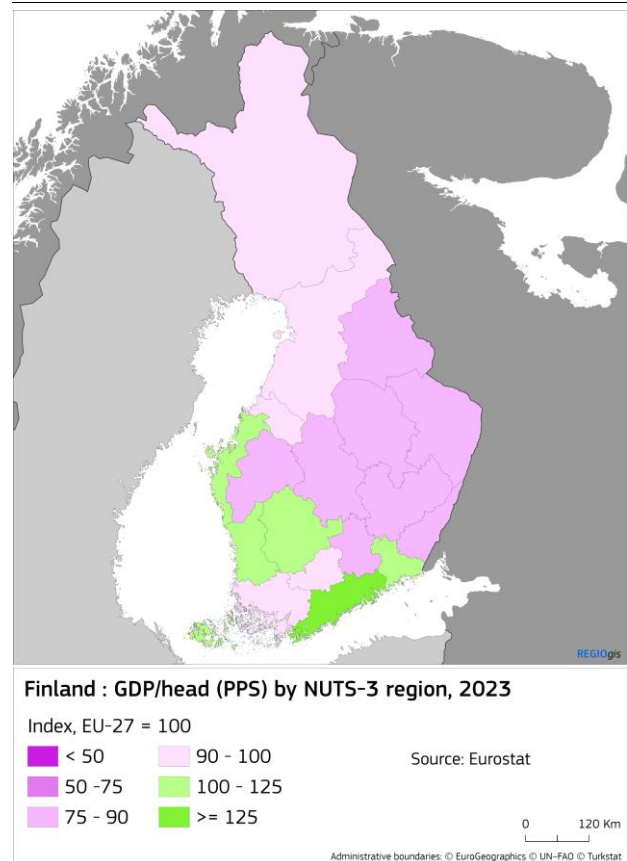 REGIOgis
Finland : GDP/head (PPS) by NUTS-3 region, 2023
Index, EU-27 = 100
< 50
50 -75
75 - 90
90 - 100
100 - 125
>= 125
Source: Eurostat
0 120 Km
Administrative boundaries: © EuroGeographics © UN-FAO © Turkstat